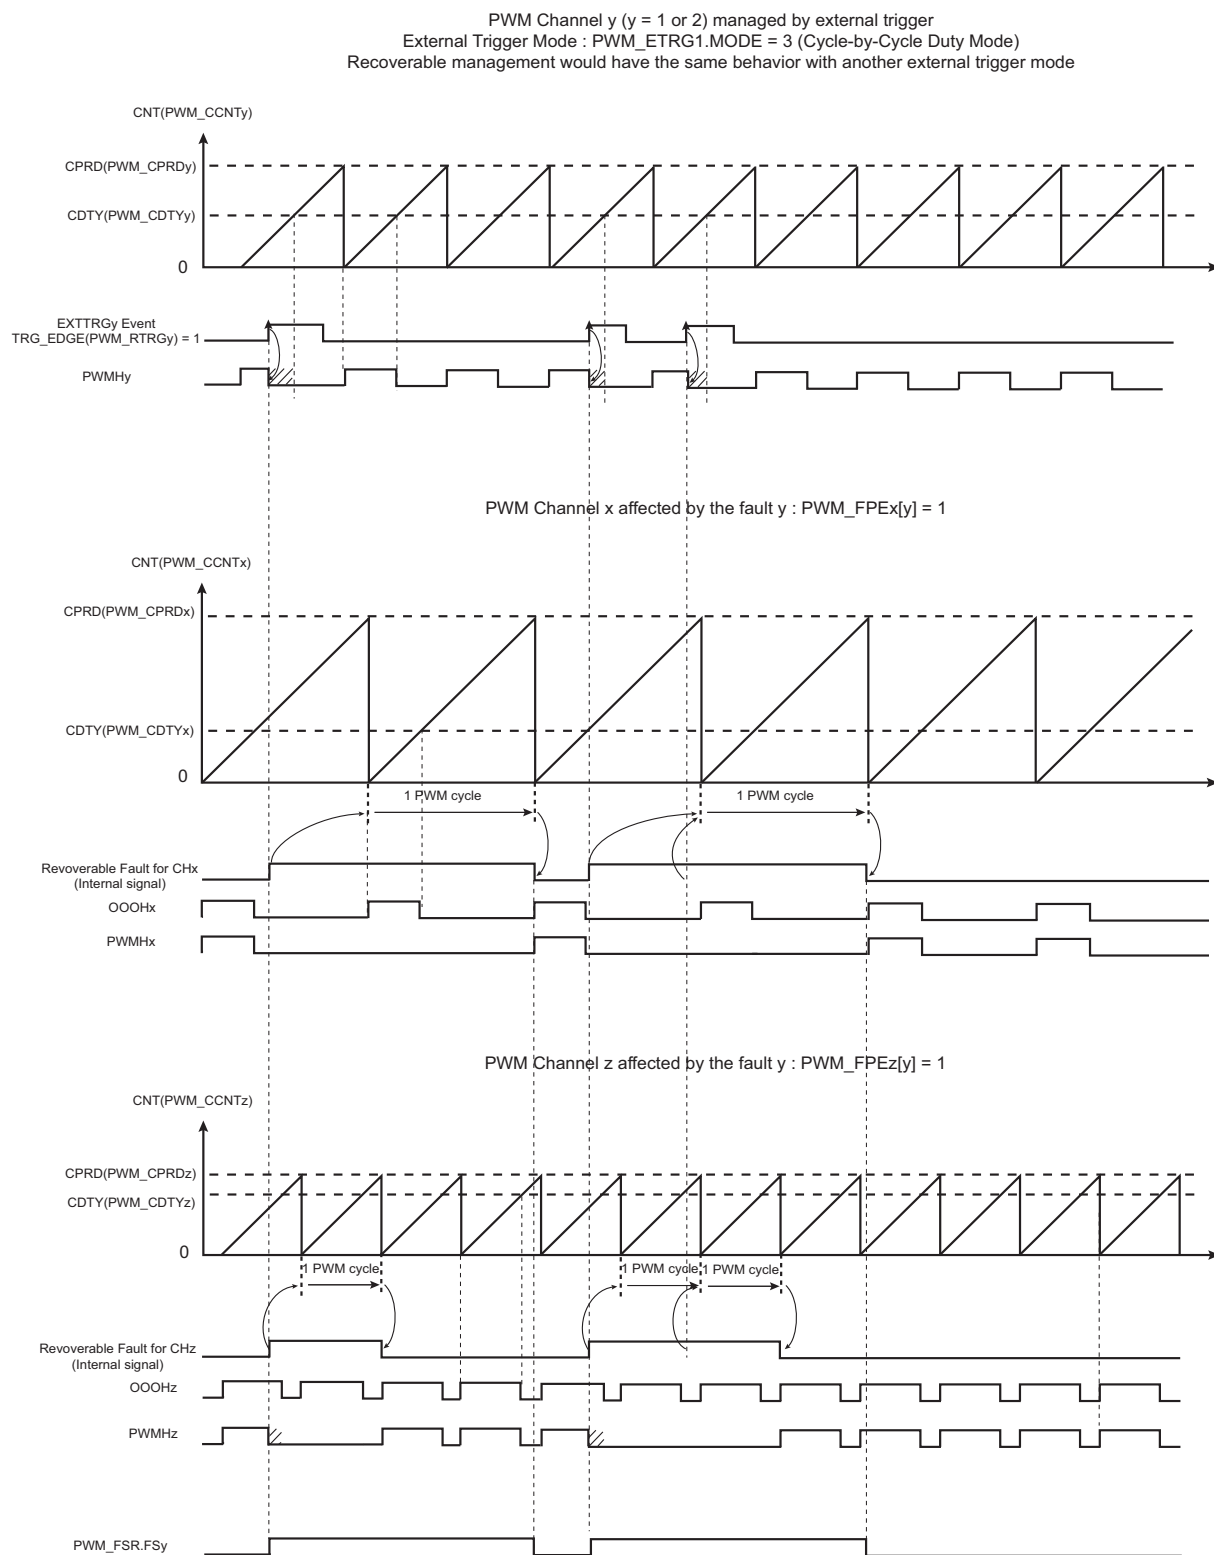 PWM Channel y (y = 1 or 2) managed by external trigger
External Trigger Mode : PWM_ETRG1.MODE = 3 (Cycle-by-Cycle Duty Mode)
Recoverable management would have the same behavior with another external trigger mode
CNT(PWM_CCNTy)
CPRD(PWM_CPRDy)
CDTY(PWM_CDTYy)
0
EXTTRGy Event
TRG_EDGE(PWM_RTRGy) = 1
PWMHy
PWM Channel x affected by the fault y : PWM_FPEx[y] = 1
CNT(PWM_CCNTx)
CPRD(PWM_CPRDx)
CDTY(PWM_CDTYx)
0
1 PWM cycle
1 PWM cycle
Revoverable Fault for CHx
(Internal signal)
OOOHx
PWMHx
PWM Channel z affected by the fault y : PWM_FPEz[y] = 1
CNT(PWM_CCNTz)
CPRD(PWM_CPRDz)
CDTY(PWM_CDTYz)
0
1 PWM cycle
1 PWM cycle
1 PWM cycle
Revoverable Fault for CHz
(Internal signal)
OOOHz
PWMHz
PWM_FSR.FSy